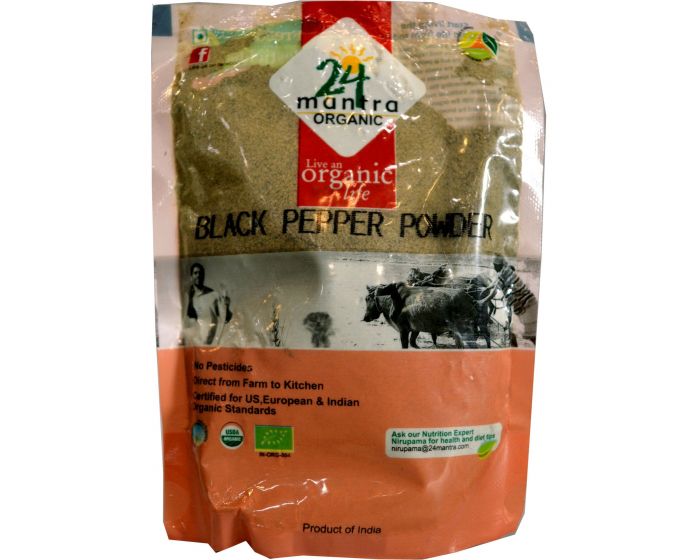 24
mantra
ORGANIC
Live an
organic
life
BLACK PEPPER POWDER
No Pesticides
Direct from Farm to Kitchen
Certified for US,European & Indian
Organic Standards
USDA
ORGANIC
Ask our Nutrition Expert
Nirupama for health and diet tips
nirupama@24mantra.com
Product of India